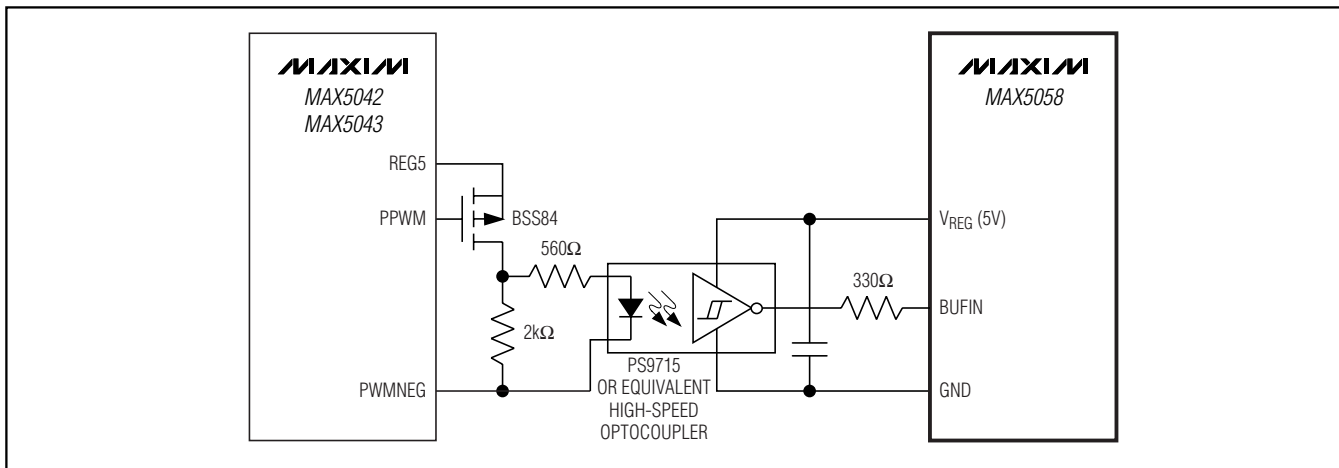 MAXIM
MAX5042
MAX5043
REG5
PPWM
PWMNEG
BSS84
560Ω
2kΩ
PS9715
OR EQUIVALENT
HIGH-SPEED
OPTOCOUPLER
330Ω
MAXIM
MAX5058
VREG (5V)
BUFIN
GND